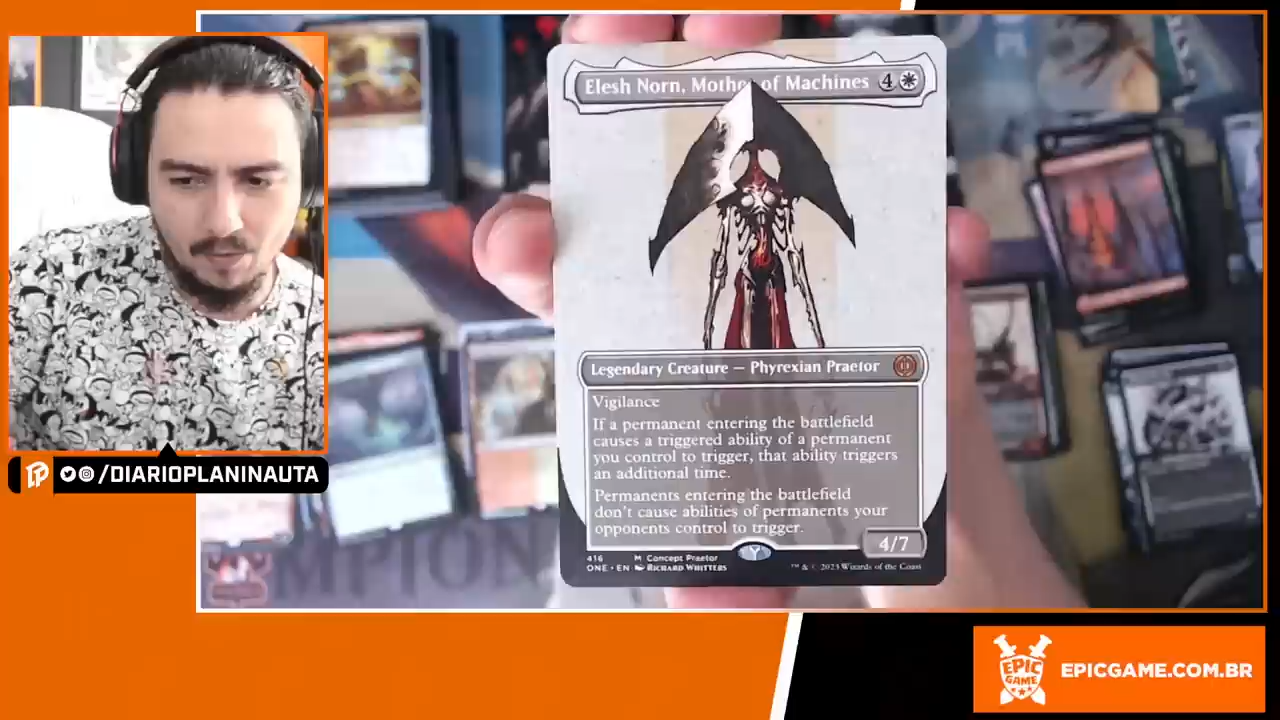 Elesh Norn, Mother of Machines 4
Legendary Creature — Phyrexian Praetor
Vigilance
If a permanent entering the battlefield
causes a triggered ability of a permanent
you control to trigger, that ability triggers
an additional time.
Permanents entering the battlefield
don't cause abilities of permanents your
opponents control to trigger.
4/7
416 M Concept Praetor
ONE • EN RICHARD WHITTERS
™ & © 2023 Wizards of the Coast
/DIARIOPLANINAUTA
EPIC
GAME
EPICGAME.COM.BR